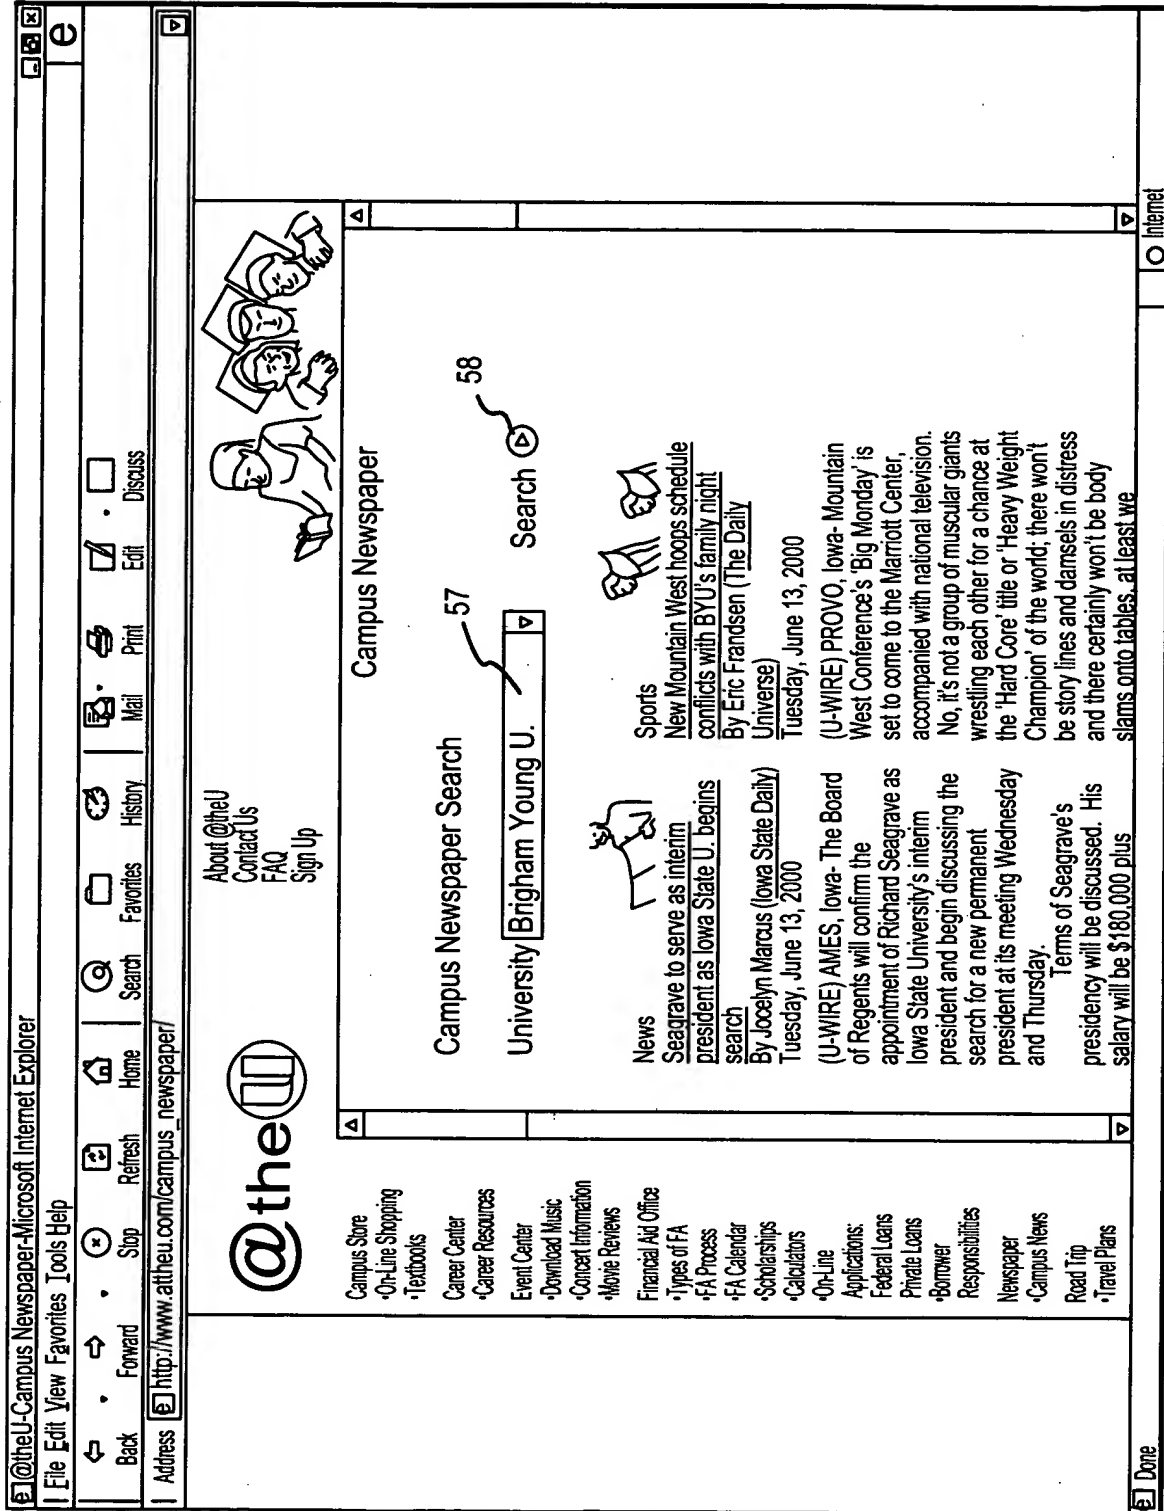 @theU-Campus Newspaper-Microsoft Internet Explorer
File Edit View Favorites Tools Help
e
Back Forward Stop Refresh Home Search Favorites History Mail Print Edit Discuss
Address http://www.attheu.com/campus_newspaper/
@theU
About @theU
Contact Us
FAQ
Sign Up
Campus Store
•On-Line Shopping
•Textbooks
Career Center
•Career Resources
Event Center
•Download Music
•Concert Information
•Movie Reviews
Financial Aid Office
•Types of FA
•FA Process
•FA Calendar
•Scholarships
•Calculators
•On-Line
Applications:
Federal Loans
Private Loans
•Borrower
Responsibilities
Newspaper
•Campus News
Road Trip
•Travel Plans
Campus Newspaper
Campus Newspaper Search
57
58
University Brigham Young U.
Search
News
Seagrave to serve as interim
president as Iowa State U. begins
search
By Jocelyn Marcus (Iowa State Daily)
Tuesday, June 13, 2000
(U-WIRE) AMES, Iowa- The Board
of Regents will confirm the
appointment of Richard Seagrave as
Iowa State University's interim
president and begin discussing the
search for a new permanent
president at its meeting Wednesday
and Thursday.
Terms of Seagrave's
presidency will be discussed. His
salary will be $180,000 plus
Sports
New Mountain West hoops schedule
conflicts with BYU's family night
By Eric Frandsen (The Daily
Universe)
Tuesday, June 13, 2000
(U-WIRE) PROVO, Iowa- Mountain
West Conference's 'Big Monday' is
set to come to the Marriott Center,
accompanied with national television.
No, it's not a group of muscular giants
wrestling each other for a chance at
the 'Hard Core' title or 'Heavy Weight
Champion' of the world; there won't
be story lines and damsels in distress
and there certainly won't be body
slams onto tables, at least we
Done
Internet